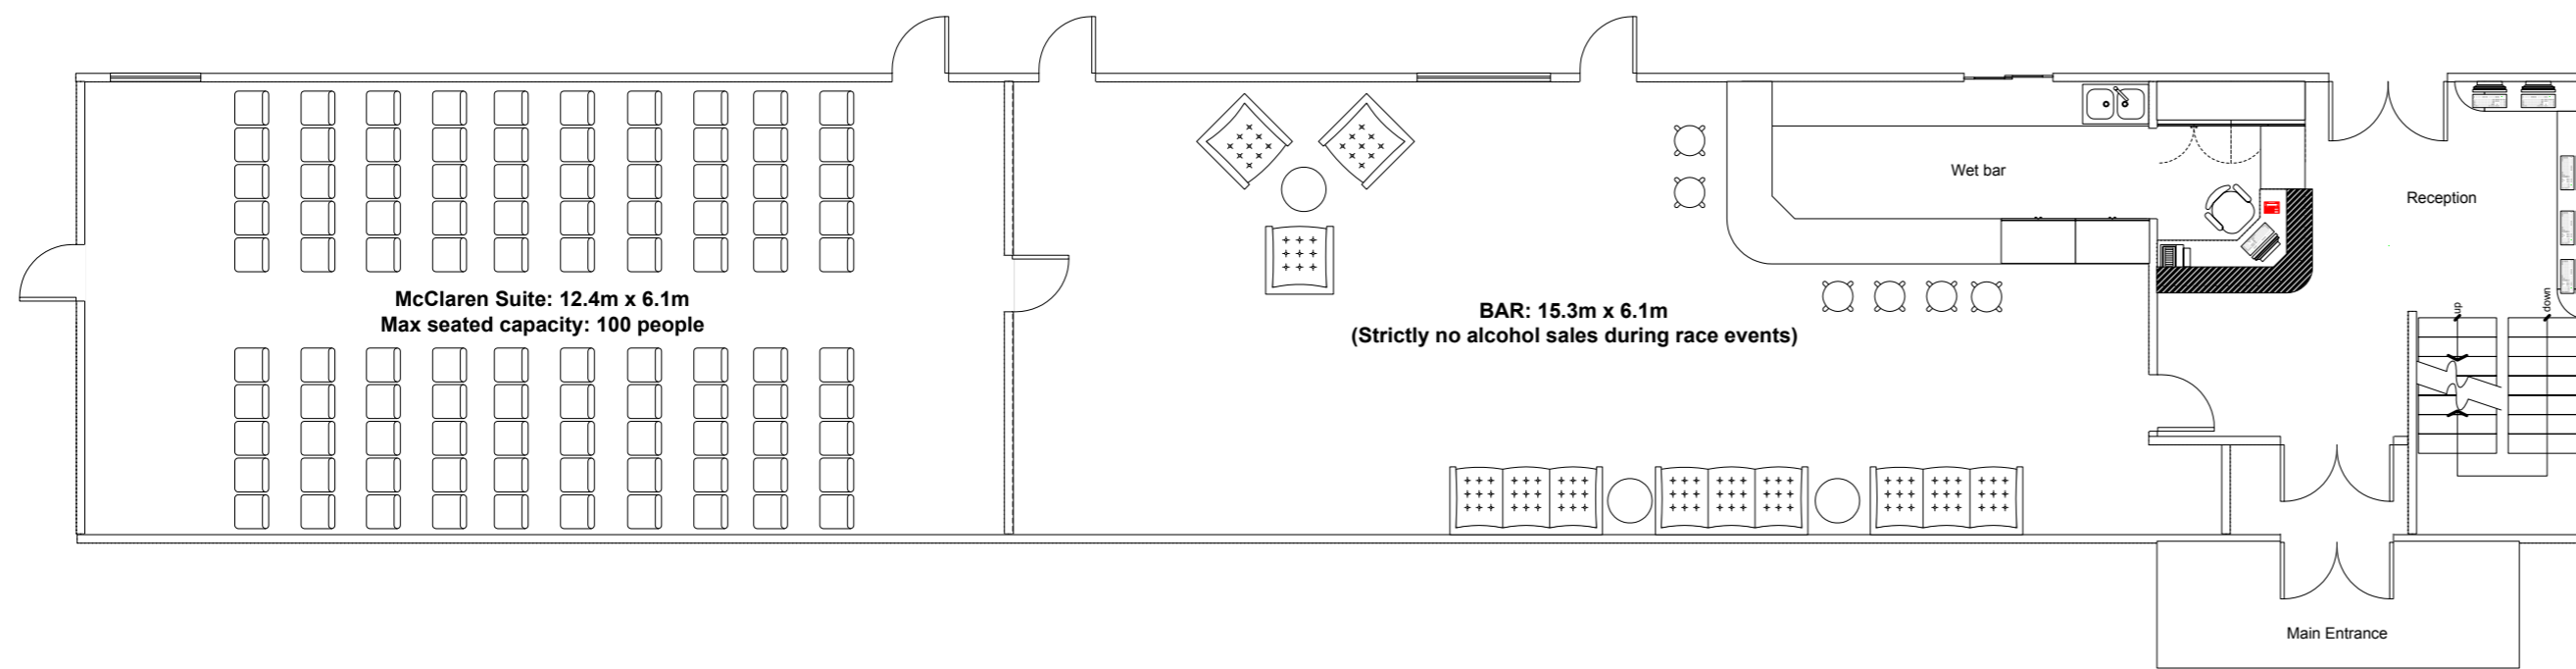 McClaren Suite: 12.4m x 6.1m
Max seated capacity: 100 people
BAR: 15.3m x 6.1m
(Strictly no alcohol sales during race events)
Wet bar
Reception
up
down
Main Entrance